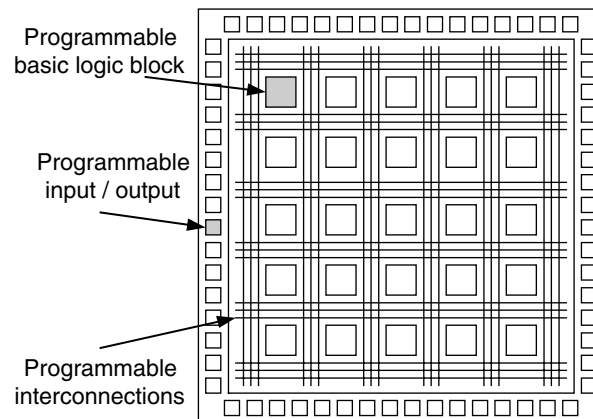 Programmable
basic logic block
Programmable
input / output
Programmable
interconnections